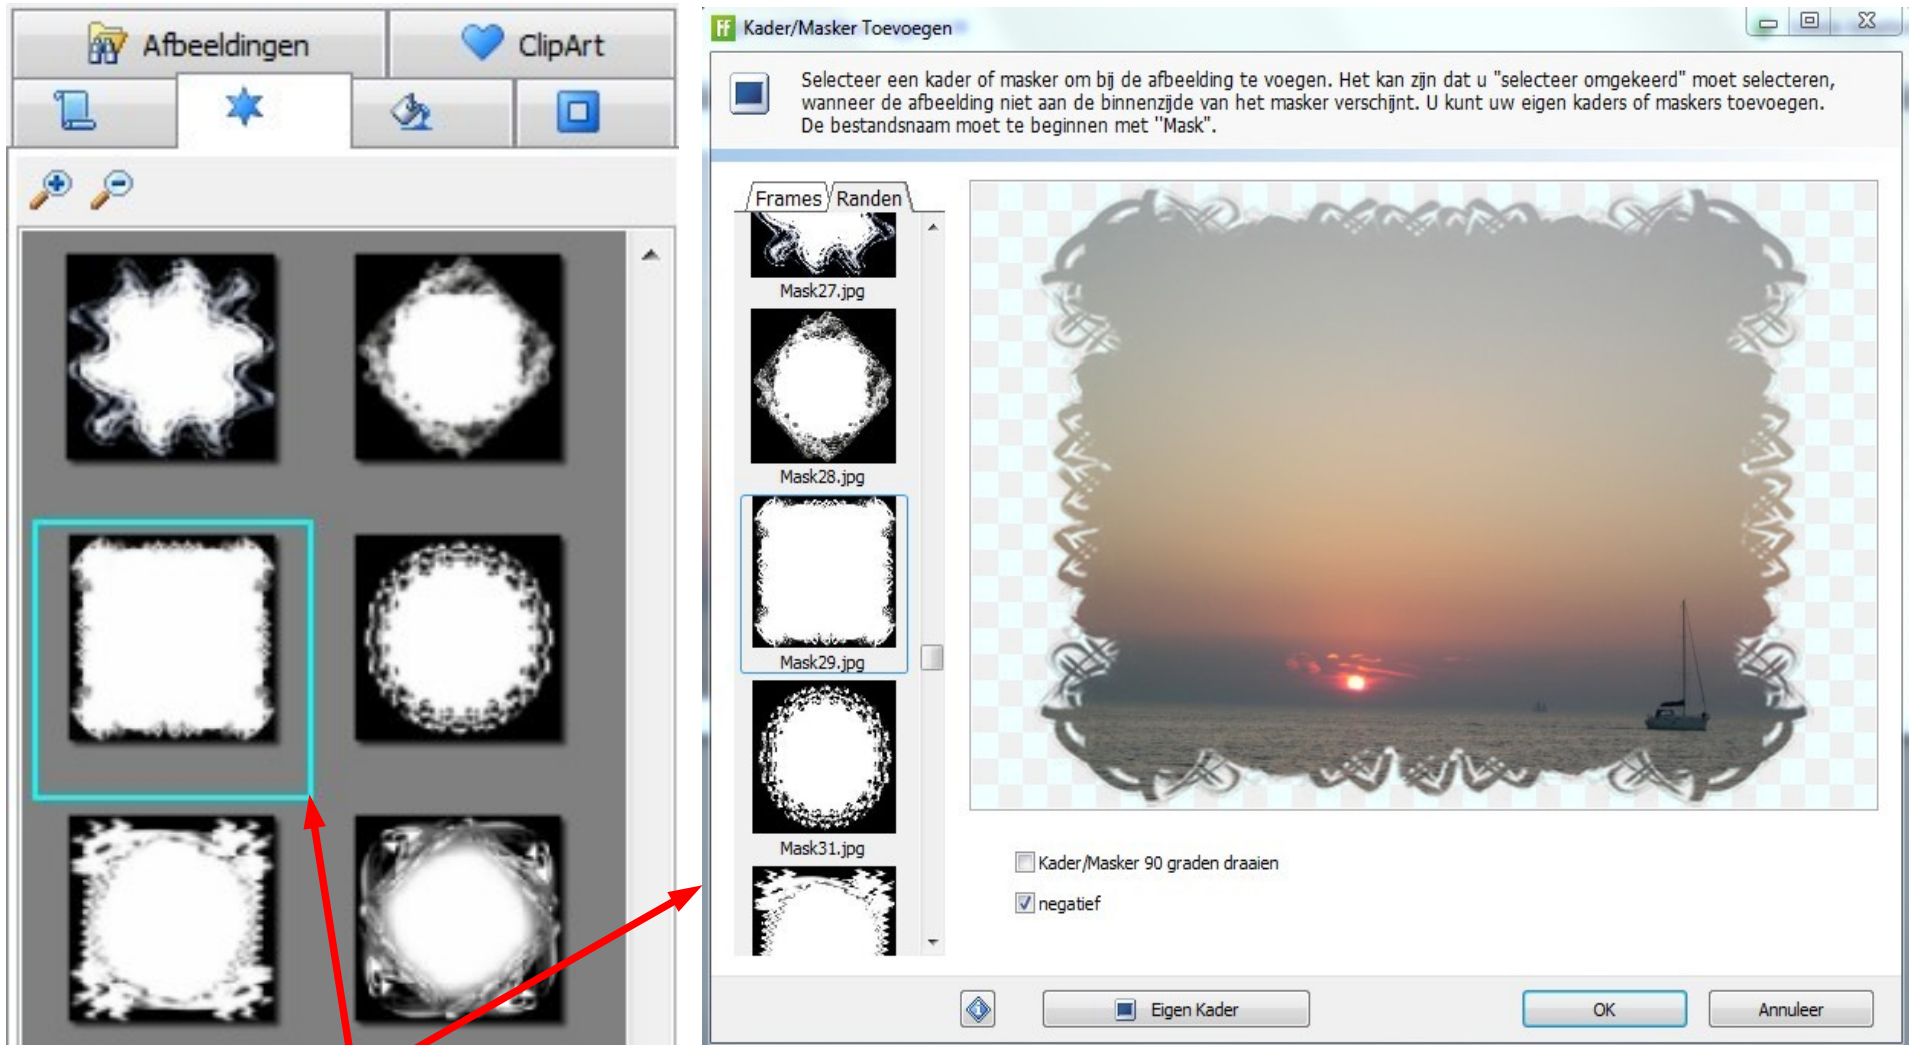 Afbeeldingen
ClipArt
Kader/Masker Toevoegen
Selecteer een kader of masker om bij de afbeelding te voegen. Het kan zijn dat u "selecteer omgekeerd" moet selecteren,
wanneer de afbeelding niet aan de binnenzijde van het masker verschijnt. U kunt uw eigen kaders of maskers toevoegen.
De bestandsnaam moet te beginnen met "Mask".
Frames
Randen
Mask27.jpg
Mask28.jpg
Mask29.jpg
Mask31.jpg
Kader/Masker 90 graden draaien
negatief
Eigen Kader
OK
Annuleer